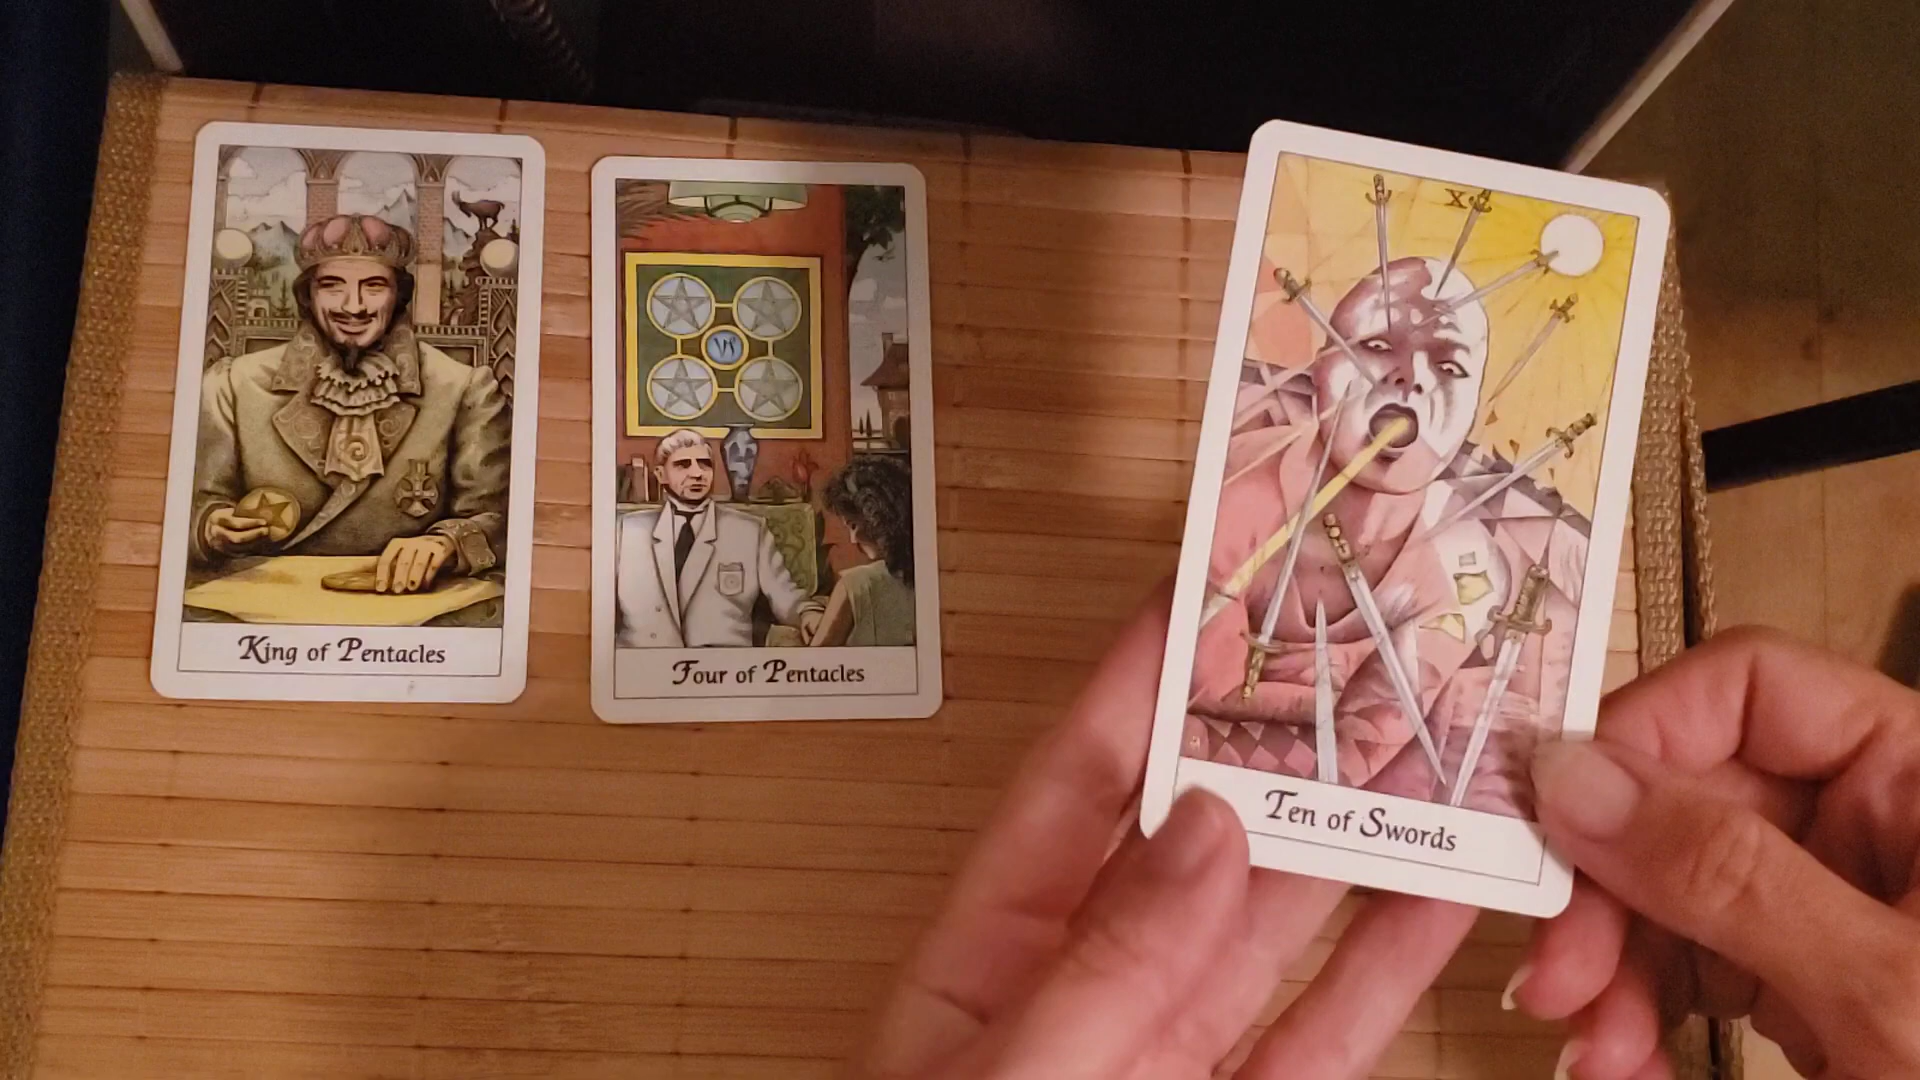 King of Pentacles
Four of Pentacles
X
Ten of Swords